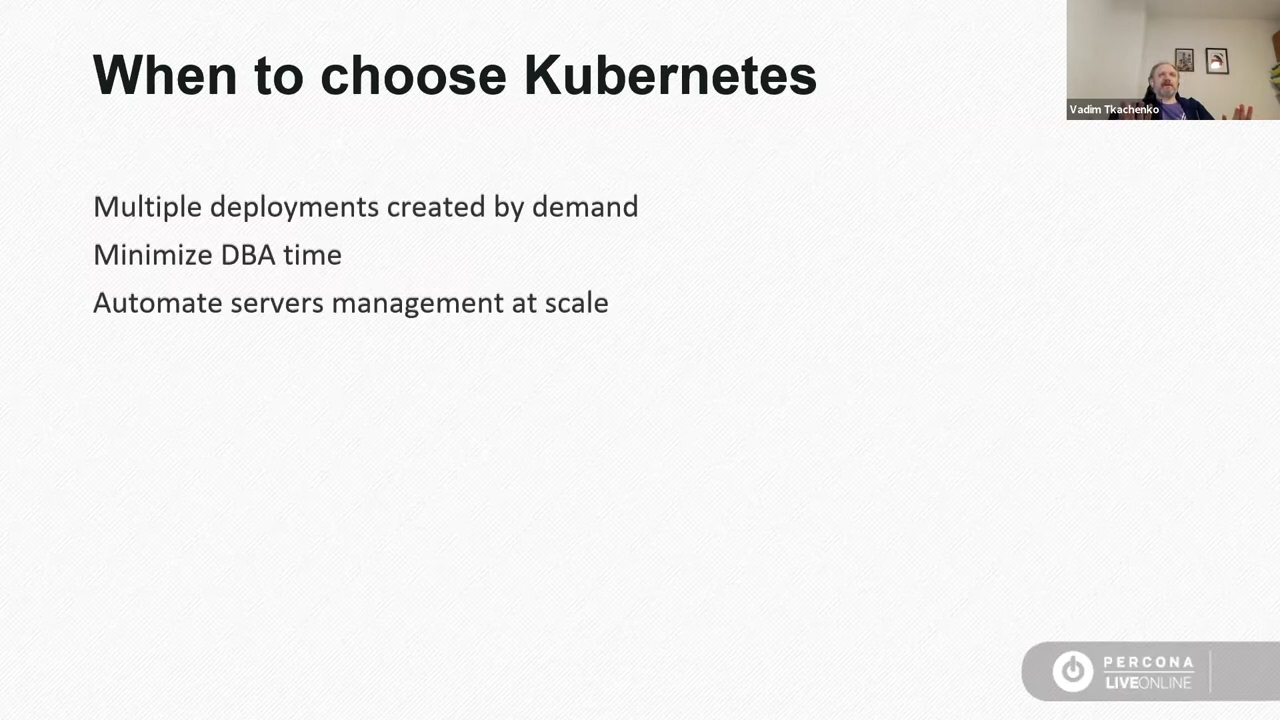 When to choose Kubernetes
Vadim Tkachenko
Multiple deployments created by demand
Minimize DBA time
Automate servers management at scale
PERCONA
LIVEONLINE